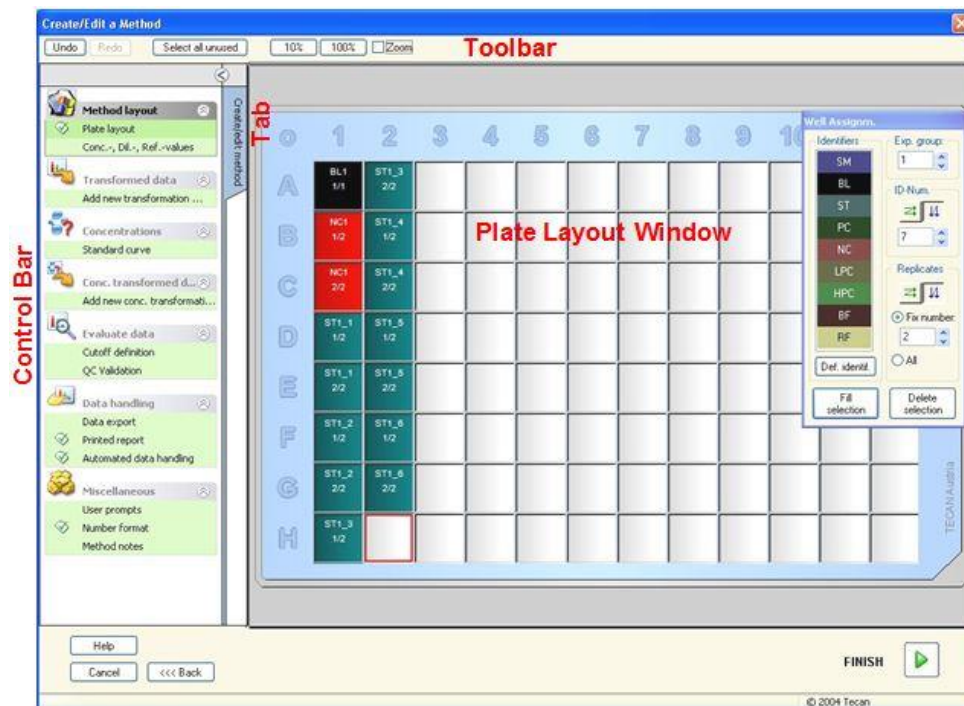 Create/Edit a Method
Undo Redo Select all unused 10% 100% Zoom Toolbar
Control Bar
Method layout
Plate layout
Conc.-, Dil.-, Ref.-values
Transformed data
Add new transformation ...
Concentrations
Standard curve
Conc. transformed d...
Add new conc. transformati...
Evaluate data
Cutoff definition
QC Validation
Data handling
Data export
Printed report
Automated data handling
Miscellaneous
User prompts
Number format
Method notes
Create/edit method
Tab
1 2 3 4 5 6 7 8 9 10
A BL1 1/1 ST1_3 2/2
B NC1 1/2 ST1_4 1/2
C NC1 2/2 ST1_4 2/2
D ST1_1 1/2 ST1_5 1/2
E ST1_1 2/2 ST1_5 2/2
F ST1_2 1/2 ST1_6 1/2
G ST1_2 2/2 ST1_6 2/2
H ST1_3 1/2
Plate Layout Window
Well Assignm.
Identifiers
SM
BL
ST
PC
NC
LPC
HPC
BF
RF
Def. identif.
Fill selection
Exp. group:
1
ID-Num.
7
Replicates
Fix number:
2
All
Delete selection
TECAN Austria
Help
Cancel <<< Back
FINISH
© 2004 Tecan